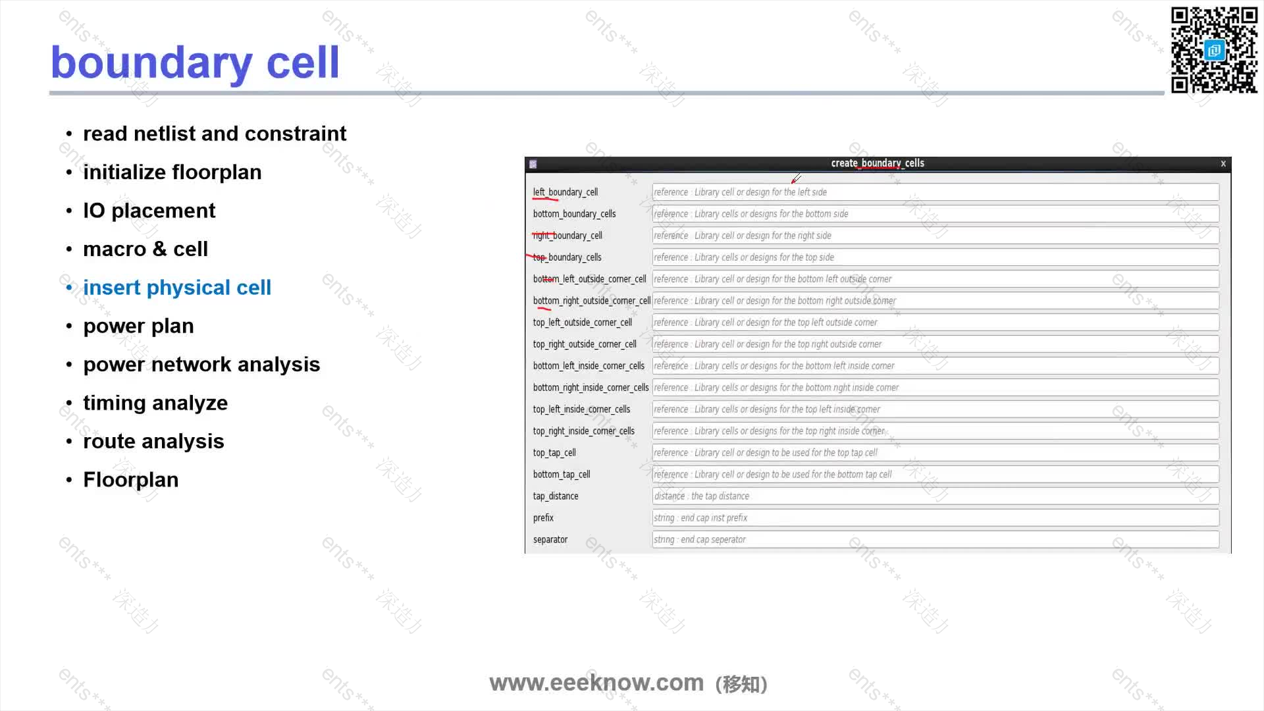 boundary cell
• read netlist and constraint
• initialize floorplan
• IO placement
• macro & cell
• insert physical cell
• power plan
• power network analysis
• timing analyze
• route analysis
• Floorplan
create_boundary_cells
x
left_boundary_cell reference : Library cell or design for the left side
bottom_boundary_cells reference : Library cells or designs for the bottom side
right_boundary_cell reference : Library cell or design for the right side
top_boundary_cells reference : Library cells or designs for the top side
bottom_left_outside_corner_cell reference : Library cell or design for the bottom left outside corner
bottom_right_outside_corner_cell reference : Library cell or design for the bottom right outside corner
top_left_outside_corner_cell reference : Library cell or design for the top left outside corner
top_right_outside_corner_cell reference : Library cell or design for the top right outside corner
bottom_left_inside_corner_cells reference : Library cells or designs for the bottom left inside corner
bottom_right_inside_corner_cells reference : Library cells or designs for the bottom right inside corner
top_left_inside_corner_cells reference : Library cells or designs for the top left inside corner
top_right_inside_corner_cells reference : Library cells or designs for the top right inside corner
top_tap_cell reference : Library cell or design to be used for the top tap cell
bottom_tap_cell reference : Library cell or design to be used for the bottom tap cell
tap_distance distance : the tap distance
prefix string : end cap inst prefix
separator string : end cap seperator
www.eeeknow.com（移知）